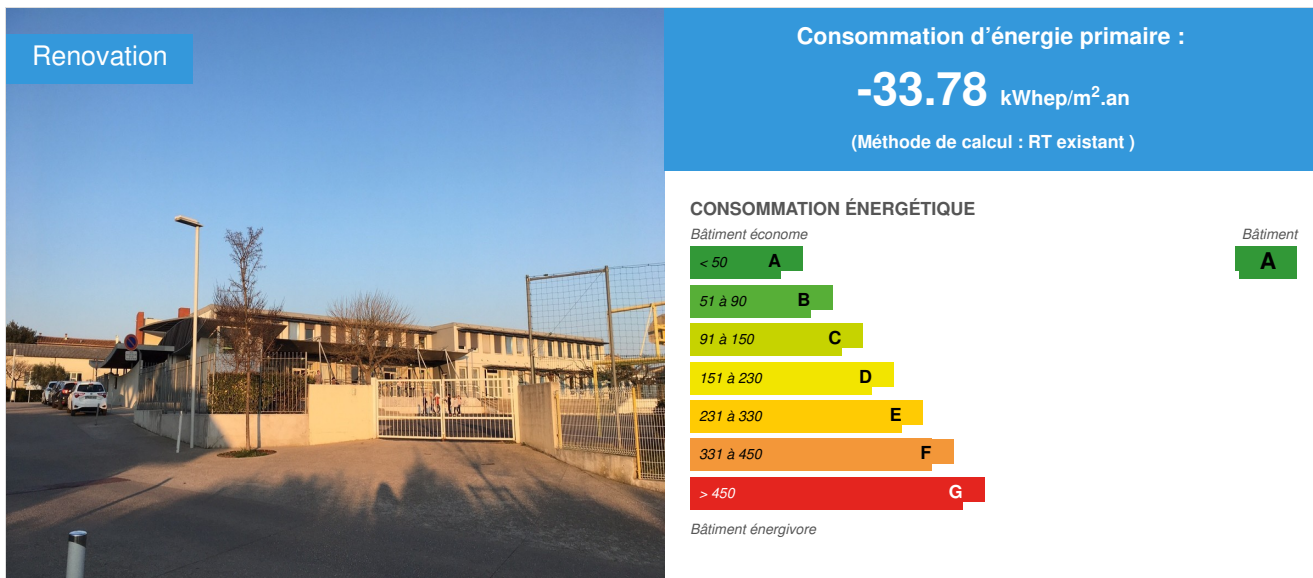 Renovation
Consommation d'énergie primaire :
-33.78 kWhep/m².an
(Méthode de calcul : RT existant )
CONSOMMATION ÉNERGÉTIQUE
Bâtiment économe
Bâtiment
< 50 A
A
51 à 90 B
91 à 150 C
151 à 230 D
231 à 330 E
331 à 450 F
> 450 G
Bâtiment énergivore